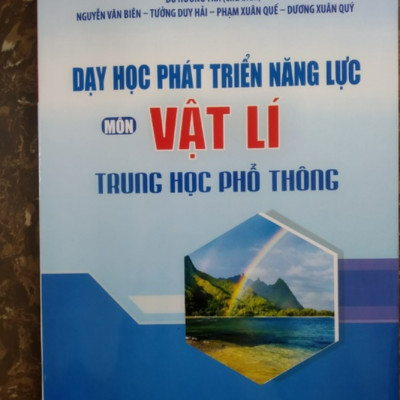 NGUYỄN VĂN BIÊN – TƯỞNG DUY HẢI – PHẠM XUÂN QUẾ – DƯƠNG XUÂN QUÝ
DẠY HỌC PHÁT TRIỂN NĂNG LỰC
MÔN VẬT LÍ
TRUNG HỌC PHỔ THÔNG